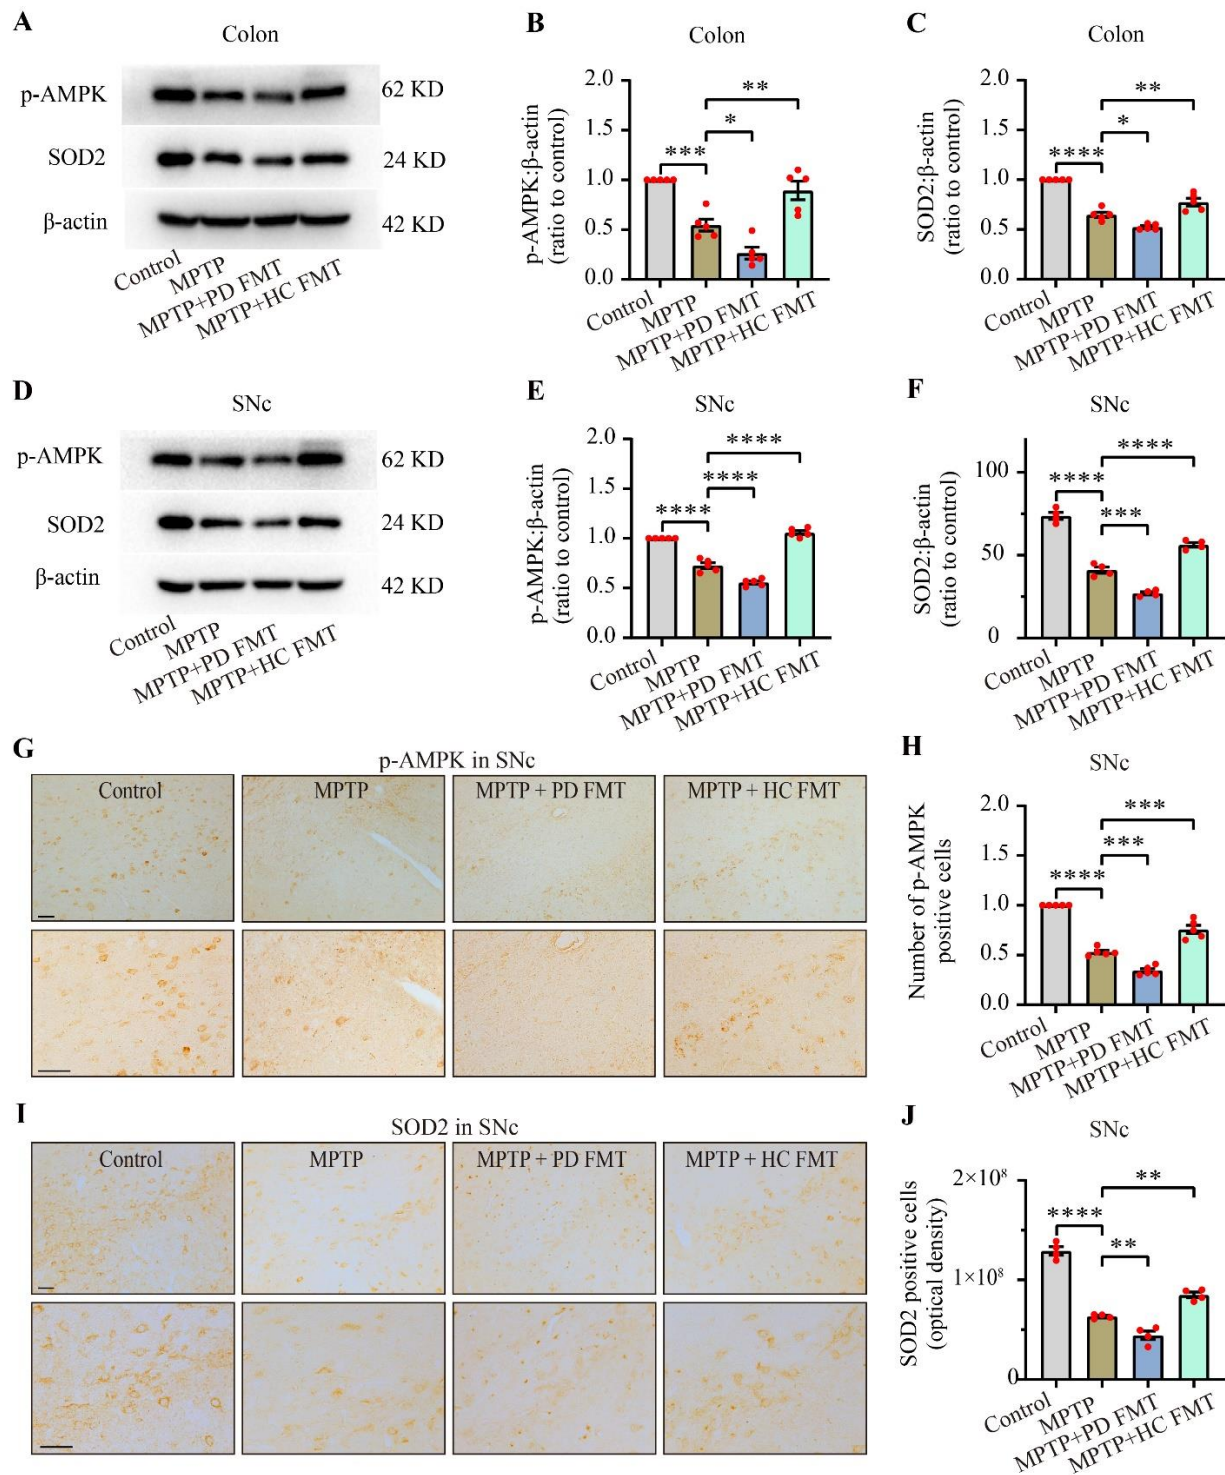 A
Colon
p-AMPK
62 KD
SOD2
24 KD
β-actin
42 KD
Control
MPTP
MPTP+PD FMT
MPTP+HC FMT
B
Colon
p-AMPK:β-actin
(ratio to control)
2.0
1.5
1.0
0.5
0.0
***
*
**
Control
MPTP
MPTP+PD FMT
MPTP+HC FMT
C
Colon
SOD2:β-actin
(ratio to control)
2.0
1.5
1.0
0.5
0.0
****
*
**
Control
MPTP
MPTP+PD FMT
MPTP+HC FMT
D
SNc
p-AMPK
62 KD
SOD2
24 KD
β-actin
42 KD
Control
MPTP
MPTP+PD FMT
MPTP+HC FMT
E
SNc
p-AMPK:β-actin
(ratio to control)
2.0
1.5
1.0
0.5
0.0
****
****
****
Control
MPTP
MPTP+PD FMT
MPTP+HC FMT
F
SNc
SOD2:β-actin
(ratio to control)
100
50
0
****
***
****
Control
MPTP
MPTP+PD FMT
MPTP+HC FMT
G
p-AMPK in SNc
Control
MPTP
MPTP + PD FMT
MPTP + HC FMT
H
SNc
Number of p-AMPK
positive cells
2.0
1.5
1.0
0.5
0.0
****
***
***
Control
MPTP
MPTP+PD FMT
MPTP+HC FMT
I
SOD2 in SNc
Control
MPTP
MPTP + PD FMT
MPTP + HC FMT
J
SNc
SOD2 positive cells
(optical density)
2×10⁸
1×10⁸
0
****
**
**
Control
MPTP
MPTP+PD FMT
MPTP+HC FMT